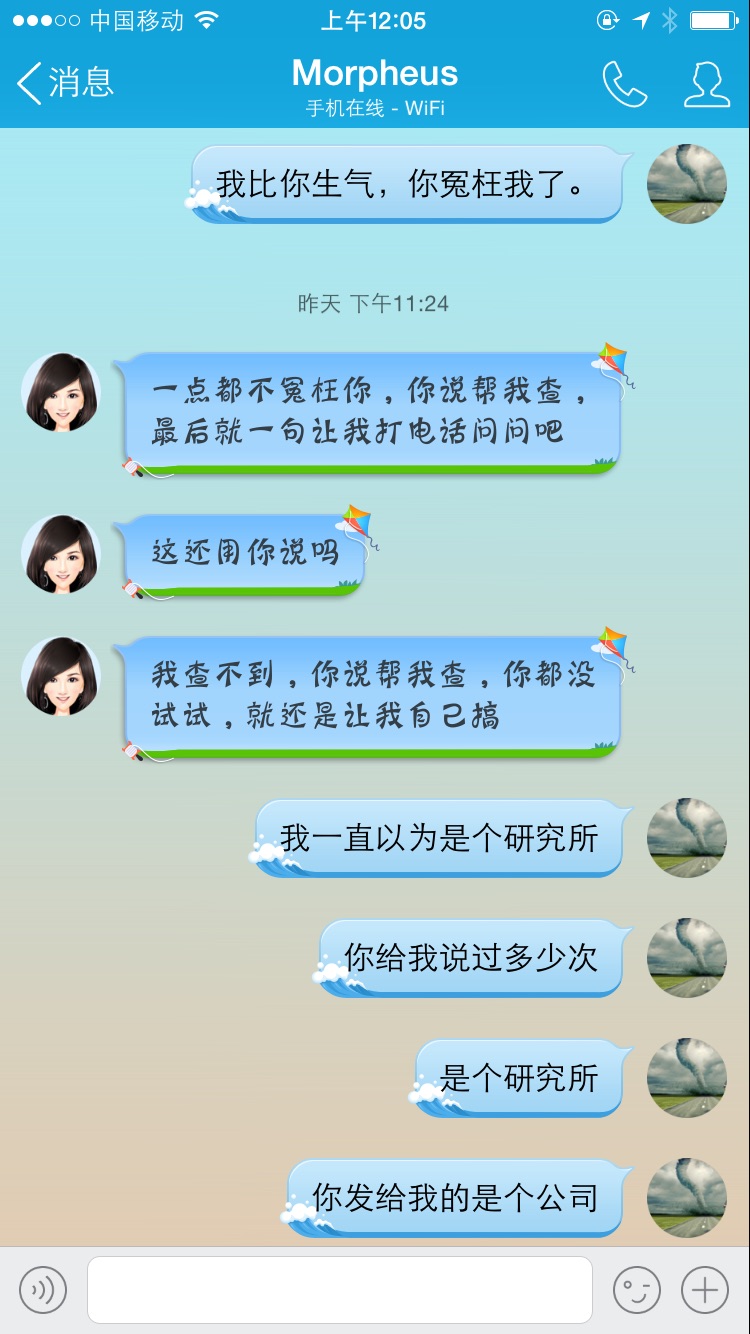 中国移动
上午12:05
消息
Morpheus
手机在线 - WiFi
我比你生气，你冤枉我了。
昨天 下午11:24
一点都不冤枉你，你说帮我查，
最后就一句让我打电话问问吧
这还用你说吗
我查不到，你说帮我查，你都没
试试，就还是让我自己搞
我一直以为是个研究所
你给我说过多少次
是个研究所
你发给我的是个公司